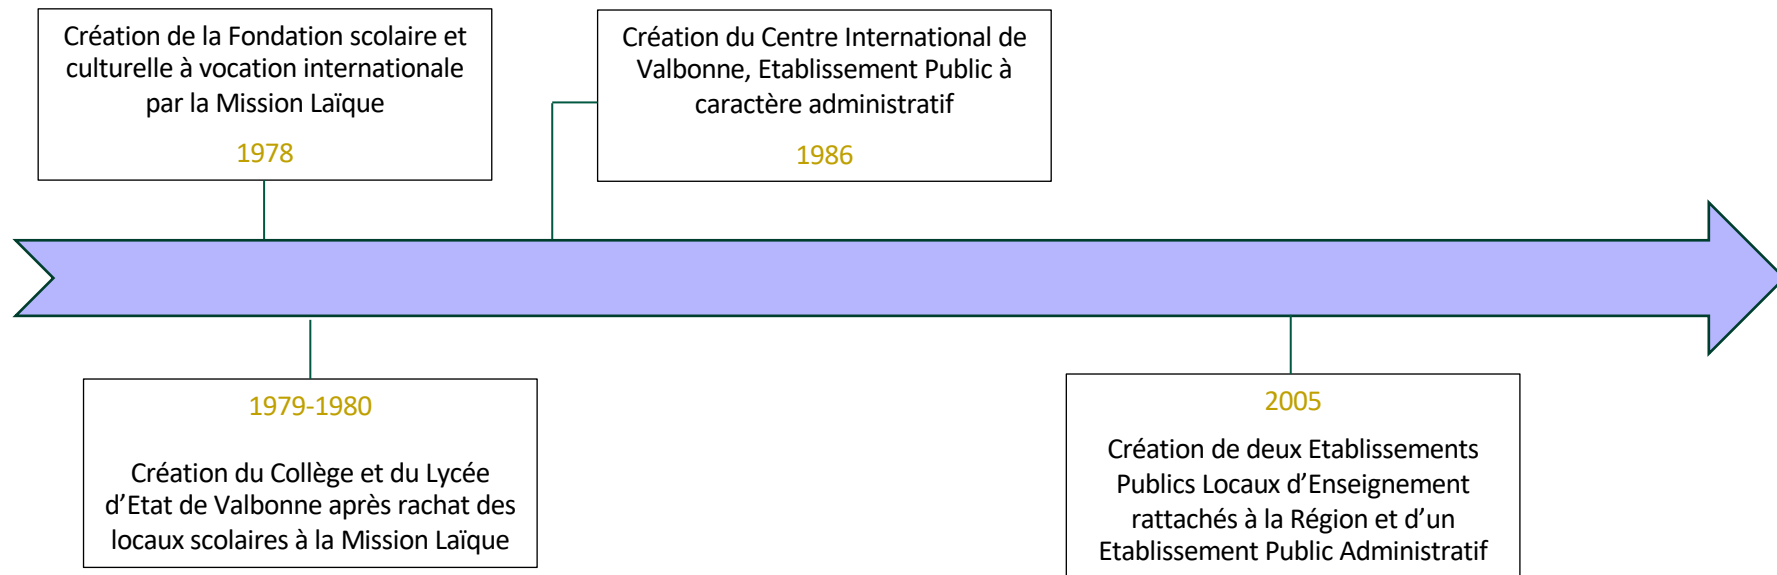 Création de la Fondation scolaire et
culturelle à vocation internationale
par la Mission Laïque
1978
Création du Centre International de
Valbonne, Etablissement Public à
caractère administratif
1986
1979-1980
Création du Collège et du Lycée
d’Etat de Valbonne après rachat des
locaux scolaires à la Mission Laïque
2005
Création de deux Etablissements
Publics Locaux d’Enseignement
rattachés à la Région et d’un
Etablissement Public Administratif